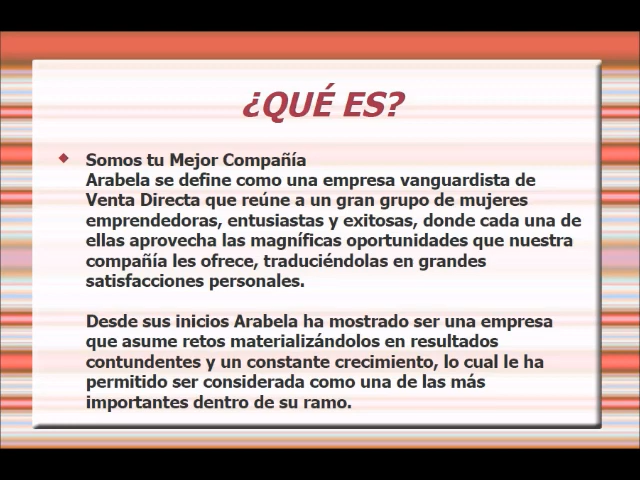 ¿QUÉ ES?
Somos tu Mejor Compañía
Arabela se define como una empresa vanguardista de
Venta Directa que reúne a un gran grupo de mujeres
emprendedoras, entusiastas y exitosas, donde cada una de
ellas aprovecha las magníficas oportunidades que nuestra
compañía les ofrece, traduciéndolas en grandes
satisfacciones personales.
Desde sus inicios Arabela ha mostrado ser una empresa
que asume retos materializándolos en resultados
contundentes y un constante crecimiento, lo cual le ha
permitido ser considerada como una de las más
importantes dentro de su ramo.